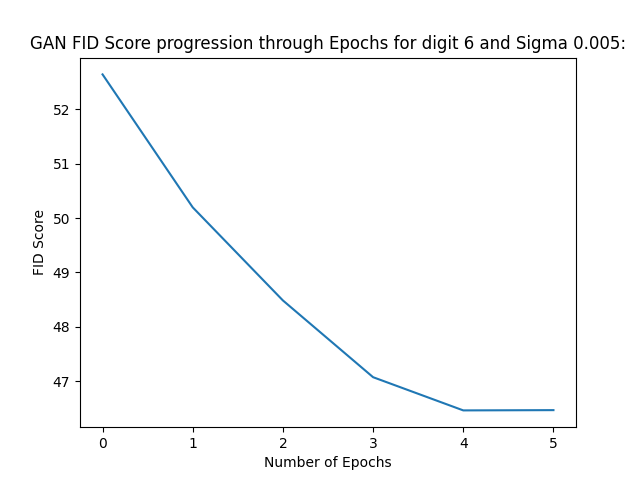 GAN FID Score progression through Epochs for digit 6 and Sigma 0.005:
52
51
50
49
48
47
FID Score
0 1 2 3 4 5
Number of Epochs